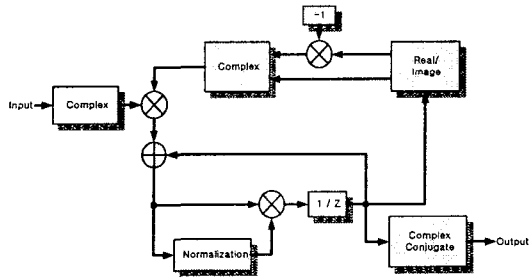 -1
Complex
Real/
Image
Input
Complex
1 / Z
Normalization
Complex
Conjugate
Output